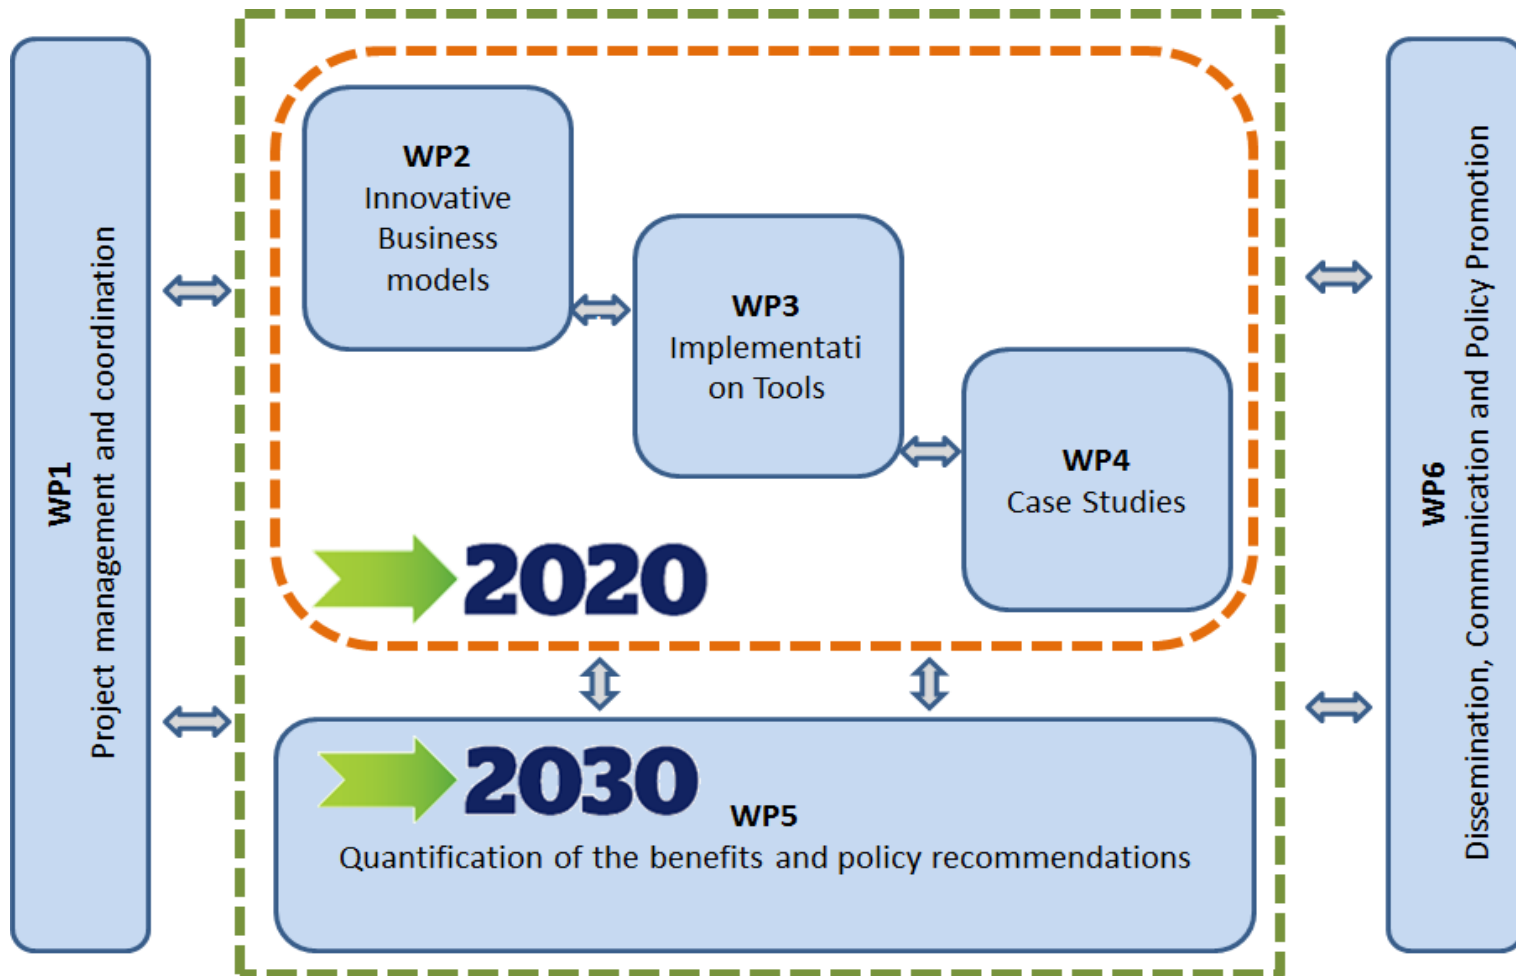 WP1
Project management and coordination
WP2
Innovative
Business
models
WP3
Implementati
on Tools
WP4
Case Studies
2020
2030
WP5
Quantification of the benefits and policy recommendations
WP6
Dissemination, Communication and Policy Promotion